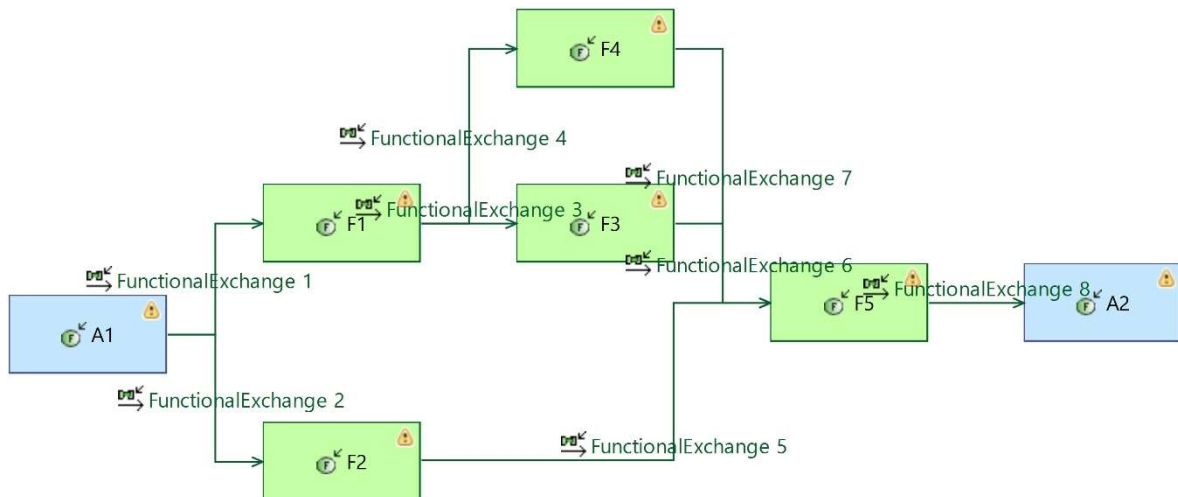 F4
FunctionalExchange 4
FunctionalExchange 7
F1
FunctionalExchange 3
F3
FunctionalExchange 6
FunctionalExchange 1
A1
F5
FunctionalExchange 8
A2
FunctionalExchange 2
FunctionalExchange 5
F2